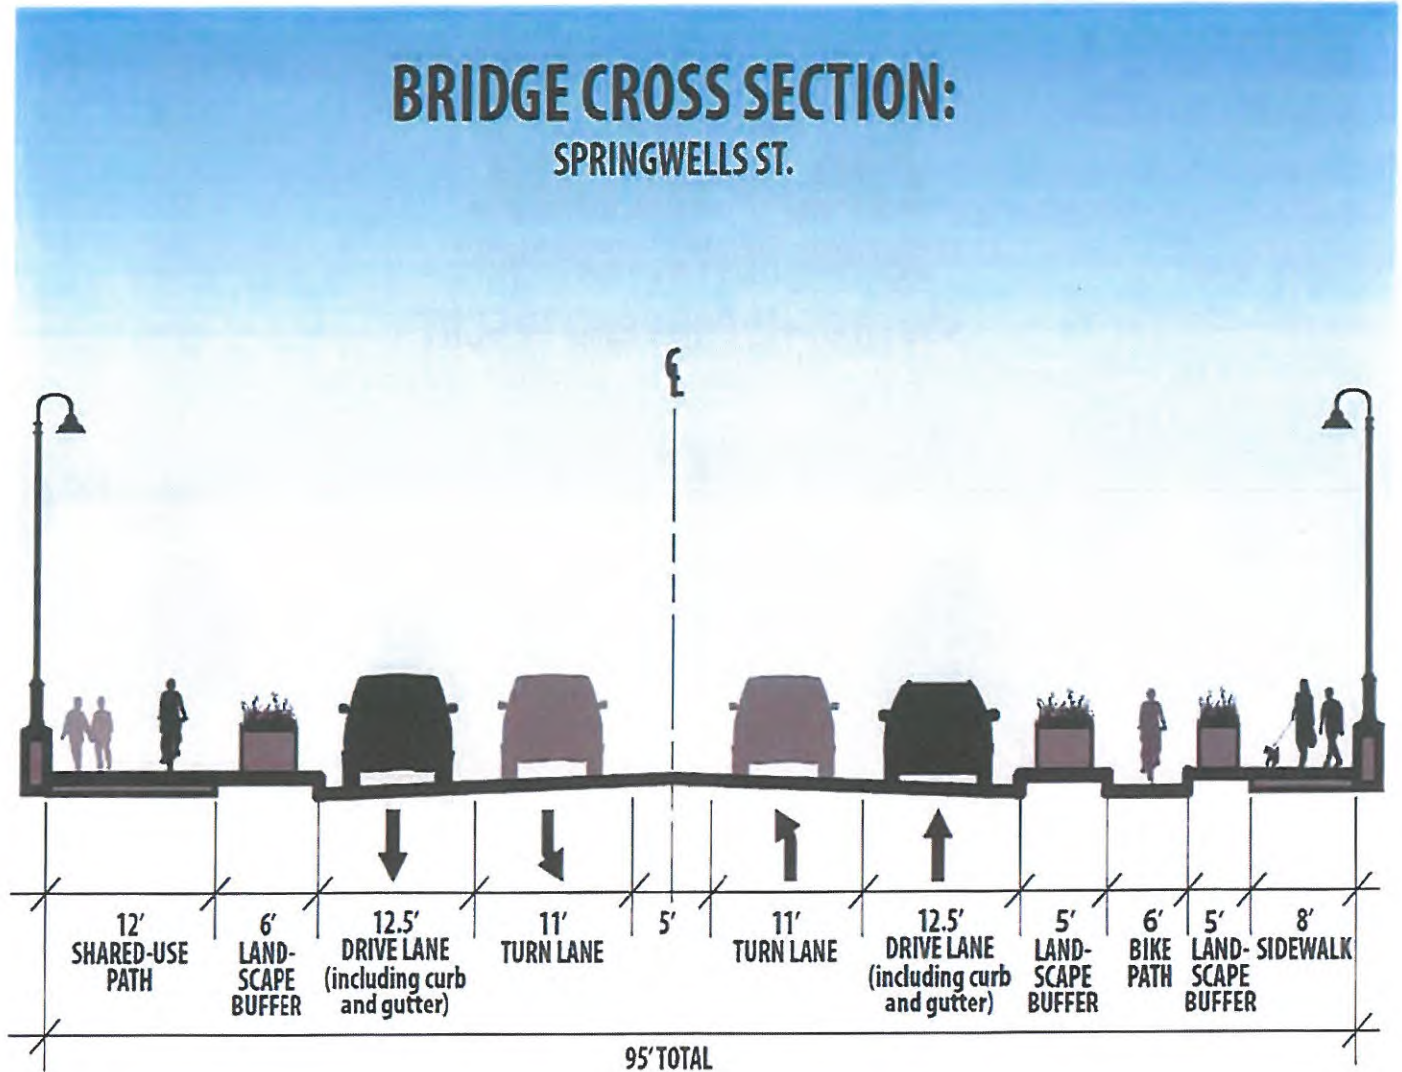 BRIDGE CROSS SECTION:
SPRINGWELLS ST.
℄
12'
SHARED-USE
PATH
6'
LAND-
SCAPE
BUFFER
12.5'
DRIVE LANE
(including curb
and gutter)
11'
TURN LANE
5'
11'
TURN LANE
12.5'
DRIVE LANE
(including curb
and gutter)
5'
LAND-
SCAPE
BUFFER
6'
BIKE
PATH
5'
LAND-
SCAPE
BUFFER
8'
SIDEWALK
95' TOTAL